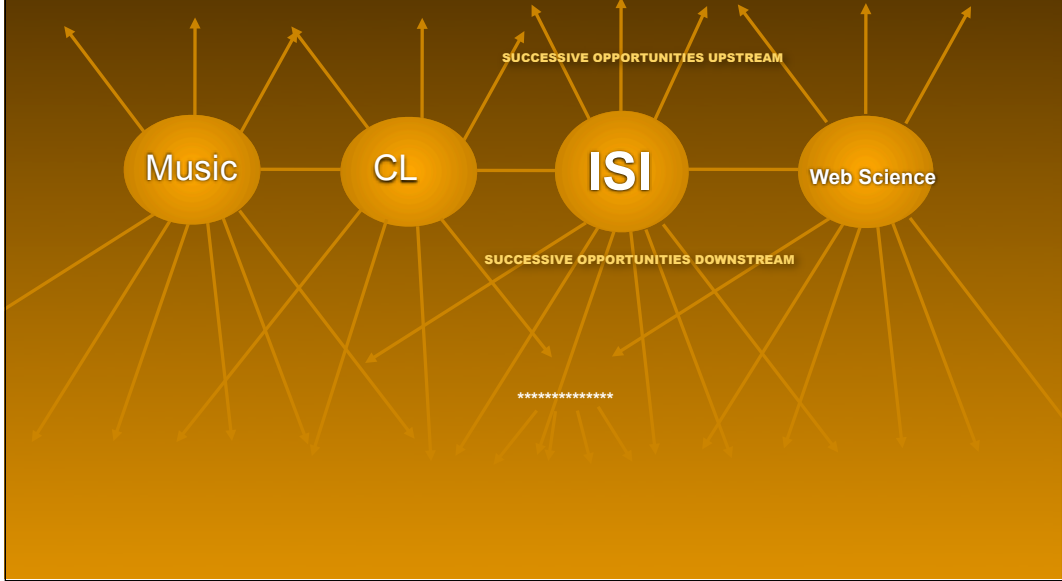 SUCCESSIVE OPPORTUNITIES UPSTREAM
Music
CL
ISI
Web Science
SUCCESSIVE OPPORTUNITIES DOWNSTREAM
**************